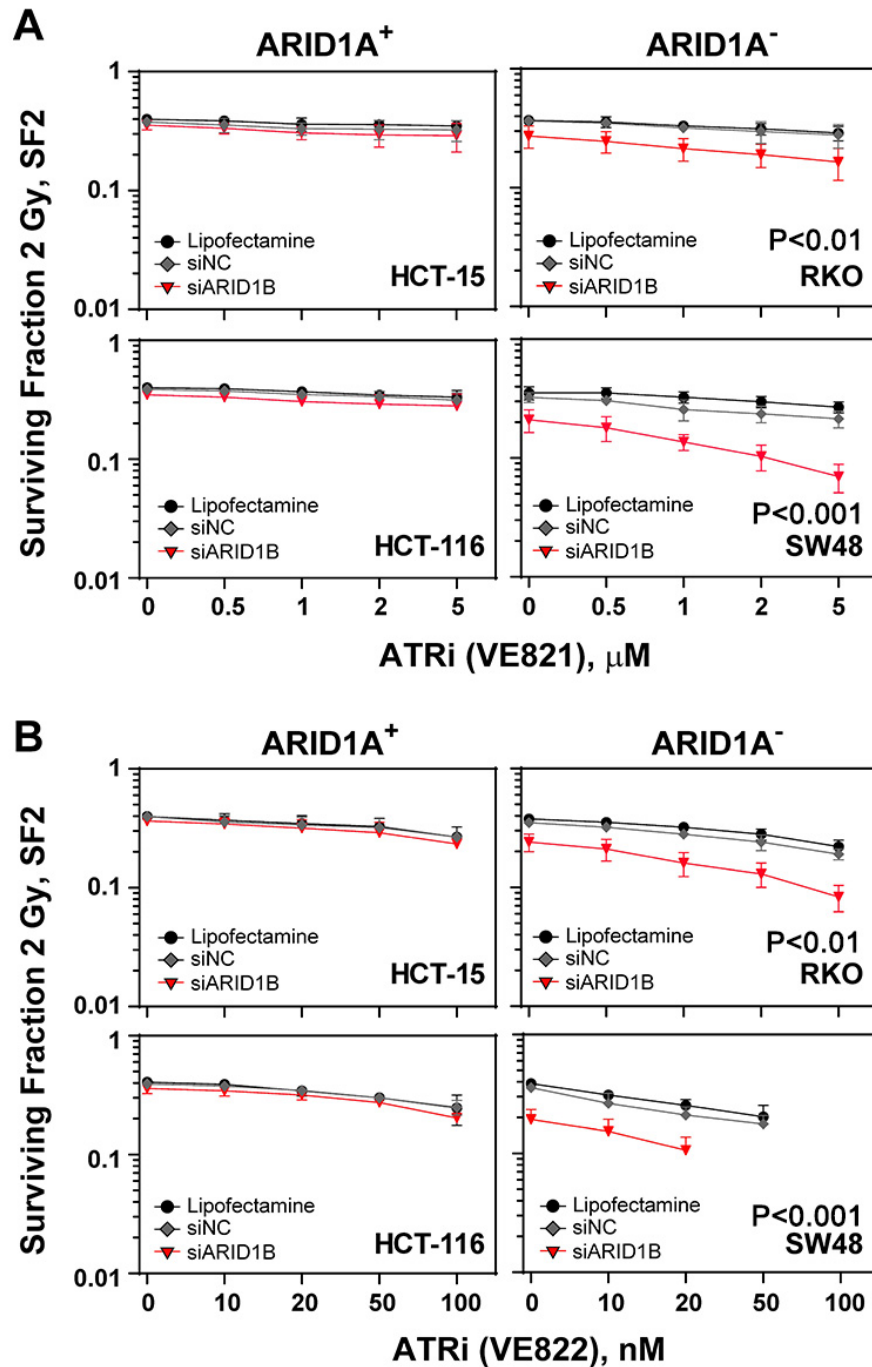 A
ARID1A+
ARID1A-
Surviving Fraction 2 Gy, SF2
1
0.1
0.01
Lipofectamine
siNC
siARID1B
HCT-15
Lipofectamine
siNC
siARID1B
P<0.01
RKO
1
0.1
0.01
Lipofectamine
siNC
siARID1B
HCT-116
Lipofectamine
siNC
siARID1B
P<0.001
SW48
0 0.5 1 2 5
0 0.5 1 2 5
ATRi (VE821), μM
B
ARID1A+
ARID1A-
Surviving Fraction 2 Gy, SF2
1
0.1
0.01
Lipofectamine
siNC
siARID1B
HCT-15
Lipofectamine
siNC
siARID1B
P<0.01
RKO
1
0.1
0.01
Lipofectamine
siNC
siARID1B
HCT-116
Lipofectamine
siNC
siARID1B
P<0.001
SW48
0 10 20 50 100
0 10 20 50 100
ATRi (VE822), nM